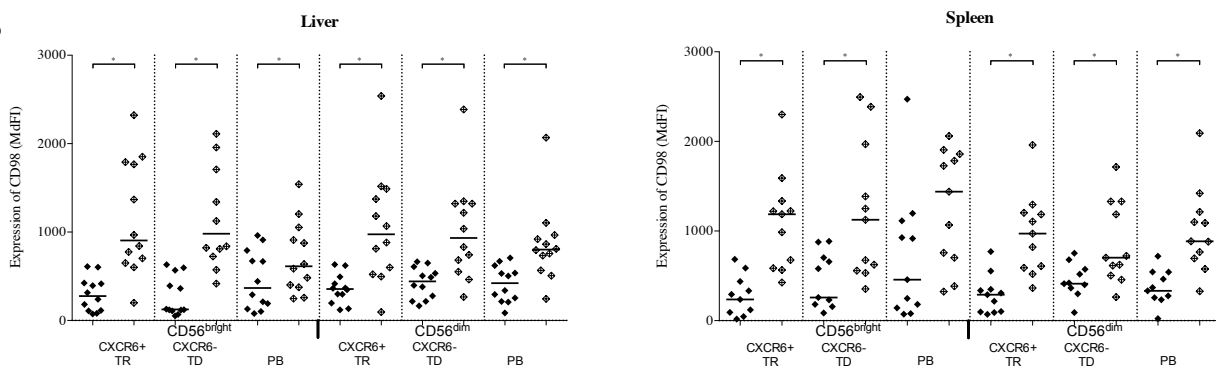 Liver
Expression of CD98 (MdFI)
3000
2000
1000
0
* * * * * *
CD56bright CD56dim
CXCR6+ CXCR6- PB CXCR6+ CXCR6- PB
TR TD TR TD
Spleen
Expression of CD98 (MdFI)
3000
2000
1000
0
* * * * *
CD56bright CD56dim
CXCR6+ CXCR6- PB CXCR6+ CXCR6- PB
TR TD TR TD